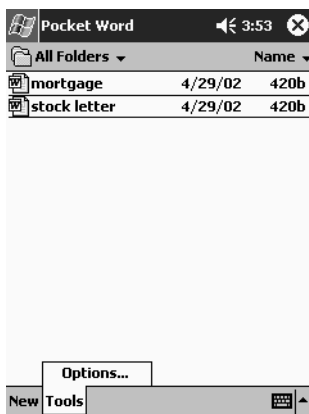 Pocket Word 3:53
All Folders Name
mortgage 4/29/02 420b
stock letter 4/29/02 420b
Options...
New Tools